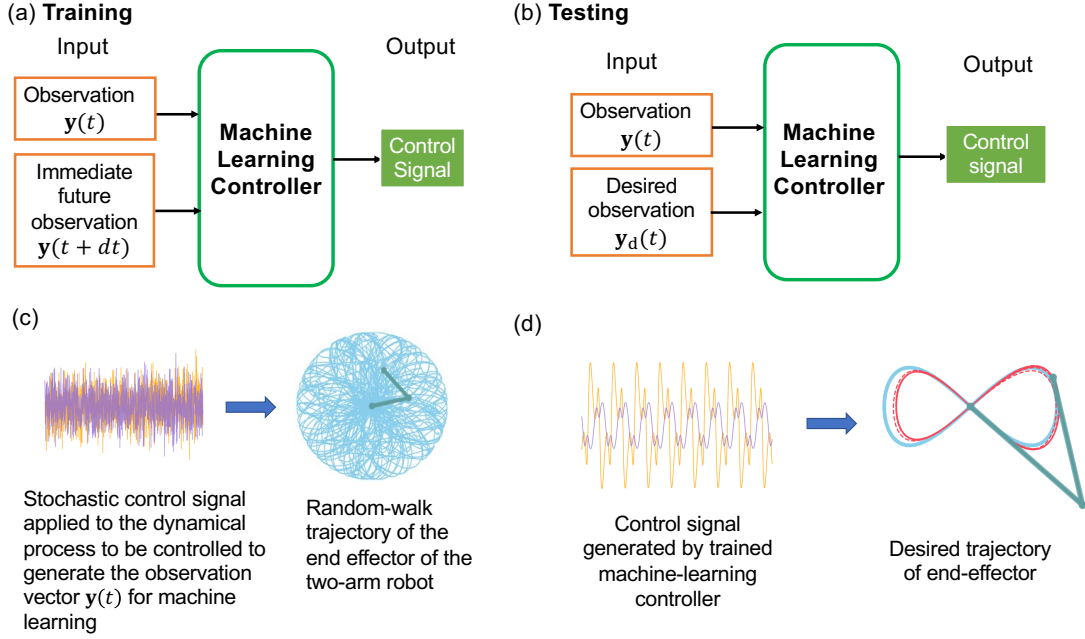 (a) Training
Input
Output
Observation
y(t)
Immediate
future
observation
y(t + dt)
Machine
Learning
Controller
Control
Signal
(b) Testing
Input
Output
Observation
y(t)
Desired
observation
y_d(t)
Machine
Learning
Controller
Control
signal
(c)
Stochastic control signal
applied to the dynamical
process to be controlled to
generate the observation
vector y(t) for machine
learning
Random-walk
trajectory of the
end effector of the
two-arm robot
(d)
Control signal
generated by trained
machine-learning
controller
Desired trajectory
of end-effector